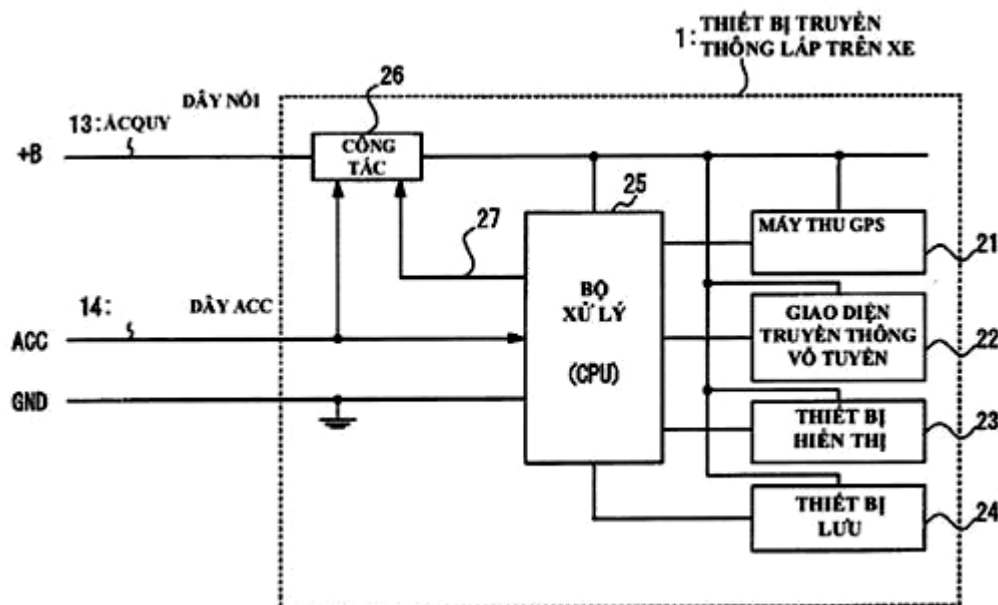 1: THIẾT BỊ TRUYỀN
THÔNG LẮP TRÊN XE
26
DÂY NỐI
13: ẮCQUY
+B
CÔNG
TẮC
25
27
MÁY THU GPS
21
14:
DÂY ACC
ACC
BỘ
XỬ LÝ
(CPU)
GIAO DIỆN
TRUYỀN THÔNG
VÔ TUYẾN
22
GND
THIẾT BỊ
HIỂN THỊ
23
THIẾT BỊ
LƯU
24